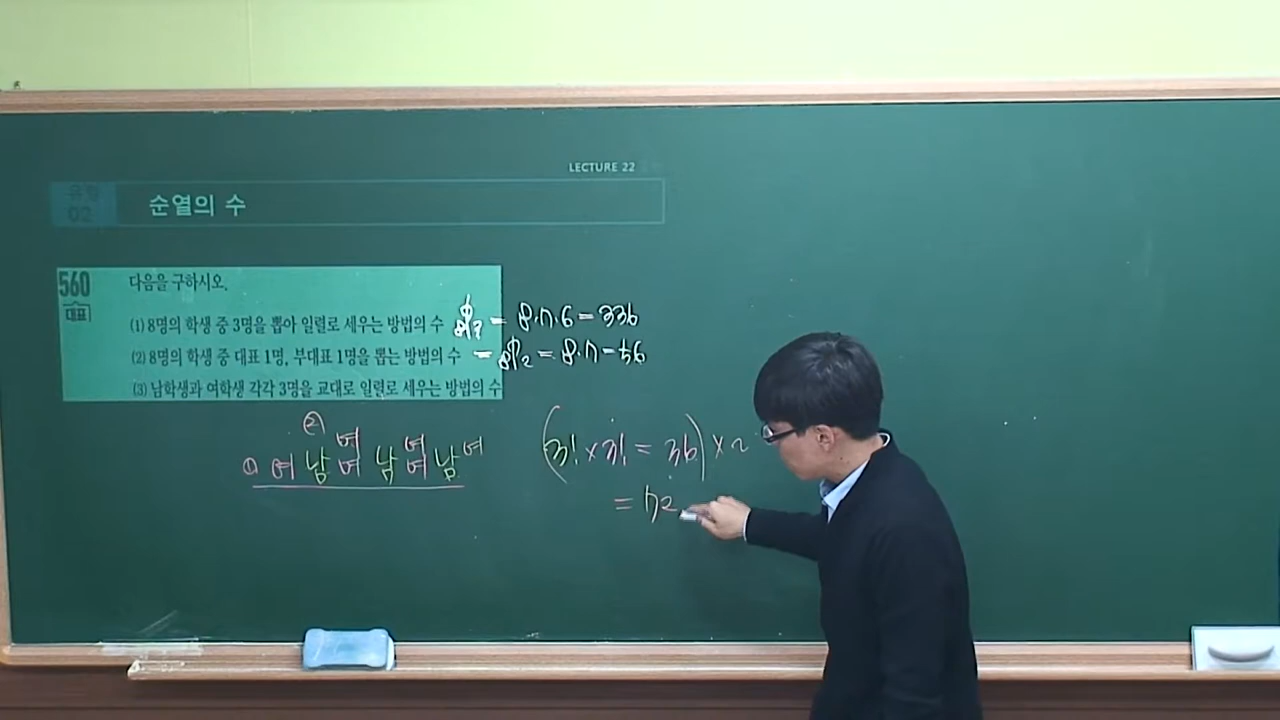 LECTURE 22
유형 02 순열의 수
560 다음을 구하시오.
대표
(1) 8명의 학생 중 3명을 뽑아 일렬로 세우는 방법의 수 ₈P₃ = 8·7·6 = 336
(2) 8명의 학생 중 대표 1명, 부대표 1명을 뽑는 방법의 수 = ₈P₂ = 8·7 = 56
(3) 남학생과 여학생 각각 3명을 교대로 일렬로 세우는 방법의 수
② 여 여
① 여 남 여 남 여 남 여
(3! × 3! = 36) × 2
= 72